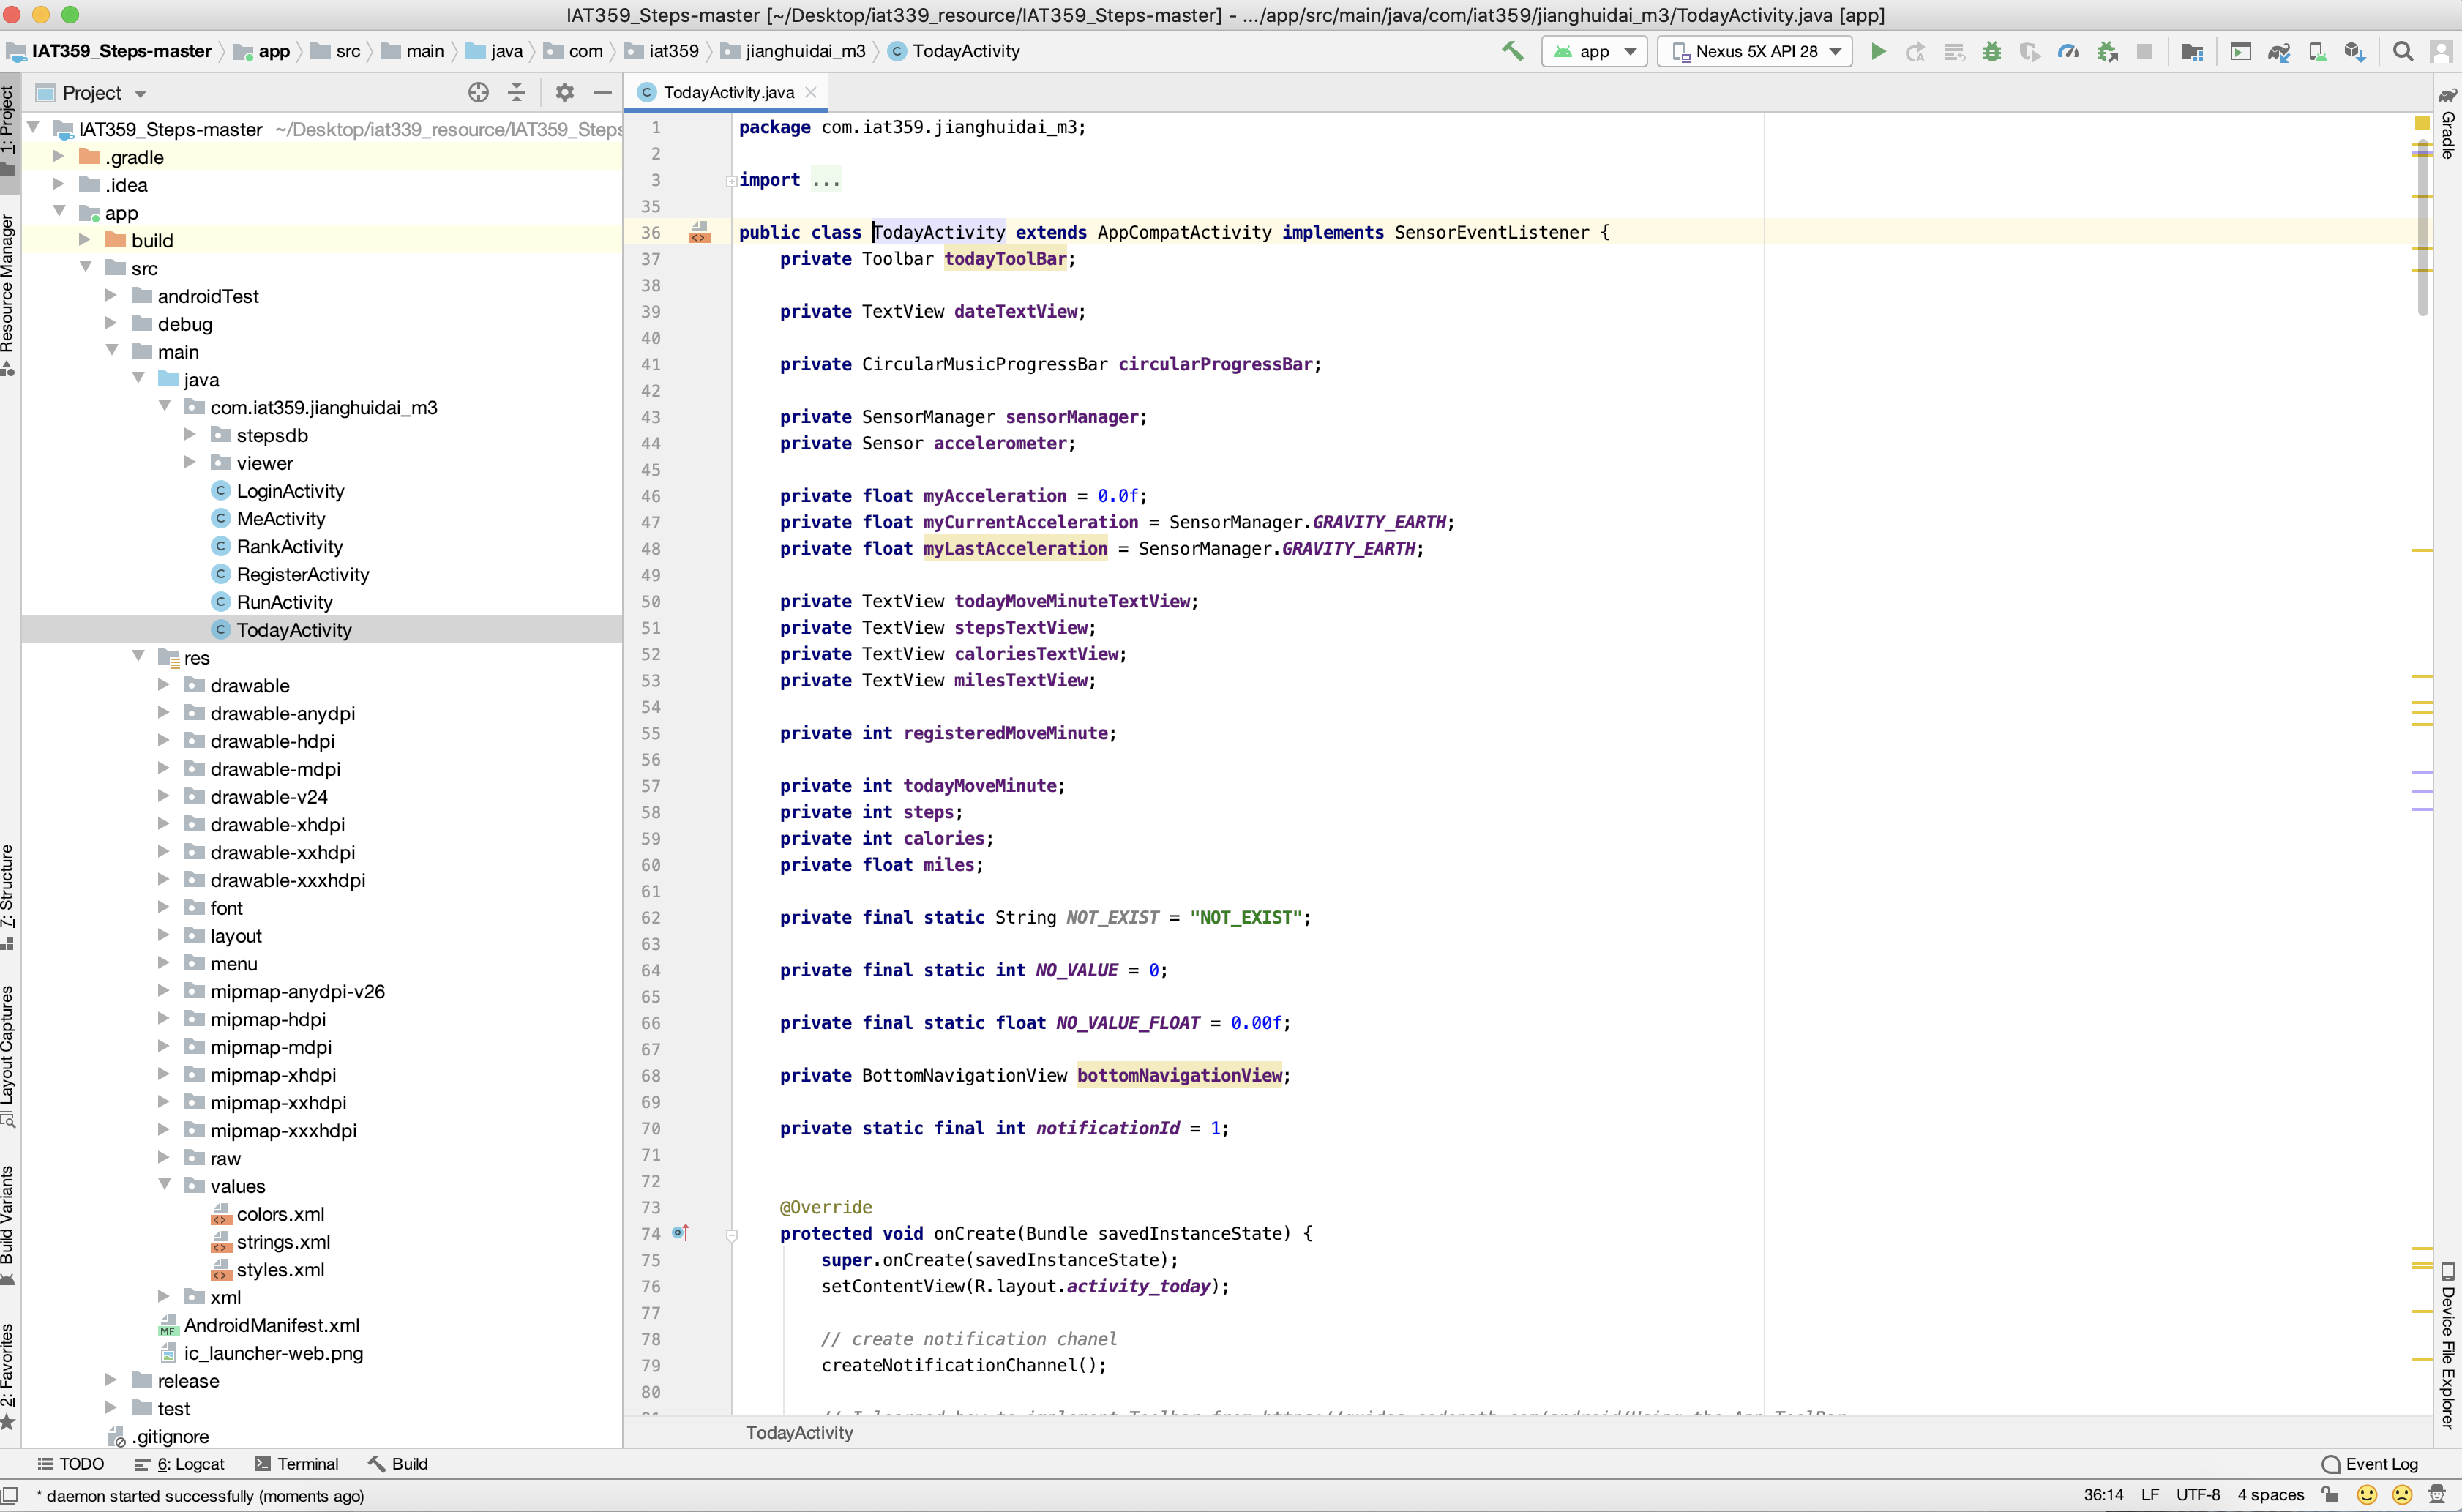 IAT359_Steps-master [~/Desktop/iat339_resource/IAT359_Steps-master] - .../app/src/main/java/com/iat359/jianghuidai_m3/TodayActivity.java [app]
IAT359_Steps-master app src main java com iat359 jianghuidai_m3 TodayActivity app Nexus 5X API 28
Project
TodayActivity.java
1: Project
Resource Manager
7: Structure
Layout Captures
Build Variants
2: Favorites
IAT359_Steps-master ~/Desktop/iat339_resource/IAT359_Steps
.gradle
.idea
app
build
src
androidTest
debug
main
java
com.iat359.jianghuidai_m3
stepsdb
viewer
LoginActivity
MeActivity
RankActivity
RegisterActivity
RunActivity
TodayActivity
res
drawable
drawable-anydpi
drawable-hdpi
drawable-mdpi
drawable-v24
drawable-xhdpi
drawable-xxhdpi
drawable-xxxhdpi
font
layout
menu
mipmap-anydpi-v26
mipmap-hdpi
mipmap-mdpi
mipmap-xhdpi
mipmap-xxhdpi
mipmap-xxxhdpi
raw
values
colors.xml
strings.xml
styles.xml
xml
AndroidManifest.xml
ic_launcher-web.png
release
test
.gitignore
1 package com.iat359.jianghuidai_m3;
2
3 import ...
35
36 public class TodayActivity extends AppCompatActivity implements SensorEventListener {
37 private Toolbar todayToolBar;
38
39 private TextView dateTextView;
40
41 private CircularMusicProgressBar circularProgressBar;
42
43 private SensorManager sensorManager;
44 private Sensor accelerometer;
45
46 private float myAcceleration = 0.0f;
47 private float myCurrentAcceleration = SensorManager.GRAVITY_EARTH;
48 private float myLastAcceleration = SensorManager.GRAVITY_EARTH;
49
50 private TextView todayMoveMinuteTextView;
51 private TextView stepsTextView;
52 private TextView caloriesTextView;
53 private TextView milesTextView;
54
55 private int registeredMoveMinute;
56
57 private int todayMoveMinute;
58 private int steps;
59 private int calories;
60 private float miles;
61
62 private final static String NOT_EXIST = "NOT_EXIST";
63
64 private final static int NO_VALUE = 0;
65
66 private final static float NO_VALUE_FLOAT = 0.00f;
67
68 private BottomNavigationView bottomNavigationView;
69
70 private static final int notificationId = 1;
71
72
73 @Override
74 protected void onCreate(Bundle savedInstanceState) {
75 super.onCreate(savedInstanceState);
76 setContentView(R.layout.activity_today);
77
78 // create notification chanel
79 createNotificationChannel();
80
81 // I learned how to implement Toolbar from https://guides.codepath.com/android/Using-the-App-ToolBar
TodayActivity
Gradle
Device File Explorer
TODO 6: Logcat Terminal Build Event Log
* daemon started successfully (moments ago) 36:14 LF UTF-8 4 spaces